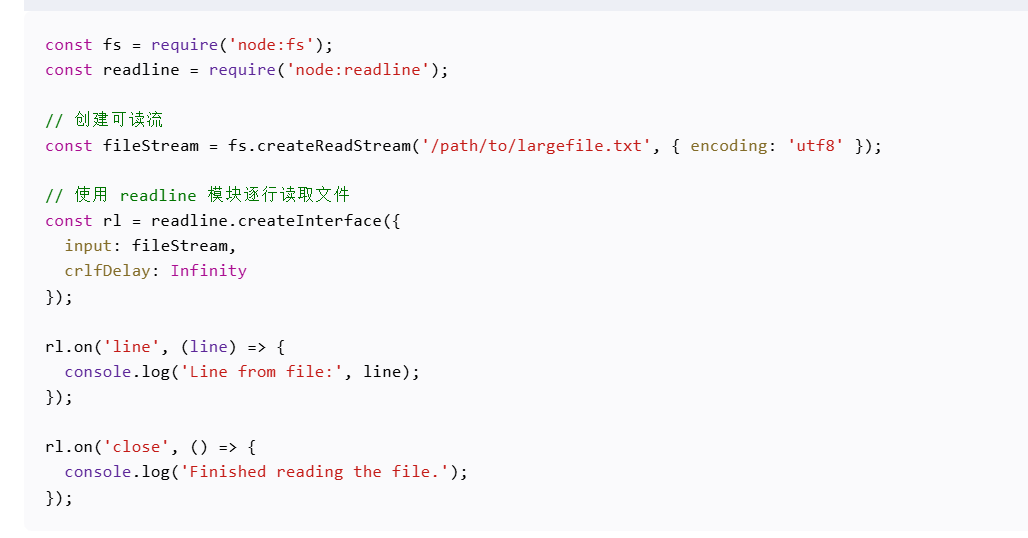 const fs = require('node:fs');
const readline = require('node:readline');

// 创建可读流
const fileStream = fs.createReadStream('/path/to/largefile.txt', { encoding: 'utf8' });

// 使用 readline 模块逐行读取文件
const rl = readline.createInterface({
  input: fileStream,
  crlfDelay: Infinity
});

rl.on('line', (line) => {
  console.log('Line from file:', line);
});

rl.on('close', () => {
  console.log('Finished reading the file.');
});